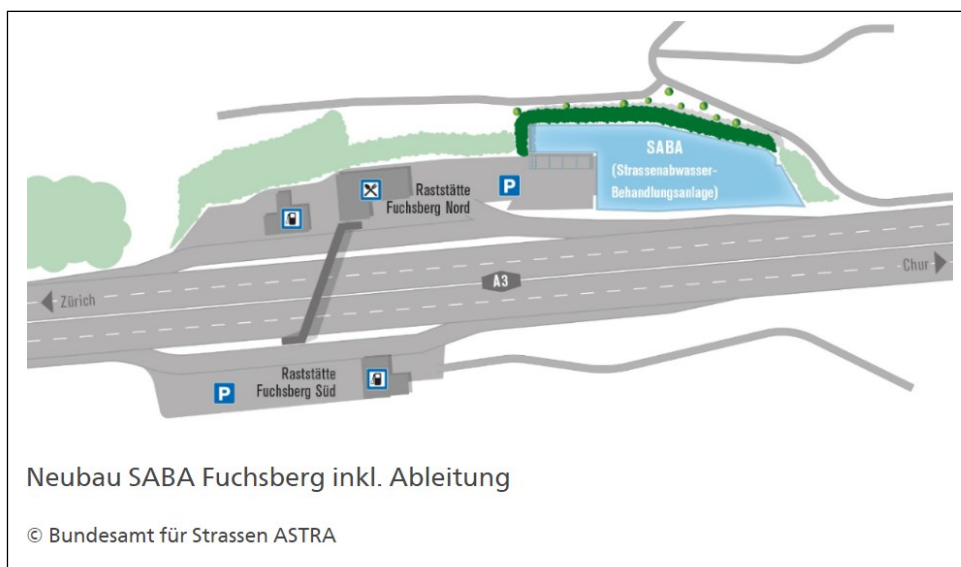 SABA
(Strassenabwasser-
Behandlungsanlage)
P
Raststätte
Fuchsberg Nord
A3
Chur
Zürich
Raststätte
Fuchsberg Süd
P
Neubau SABA Fuchsberg inkl. Ableitung
© Bundesamt für Strassen ASTRA